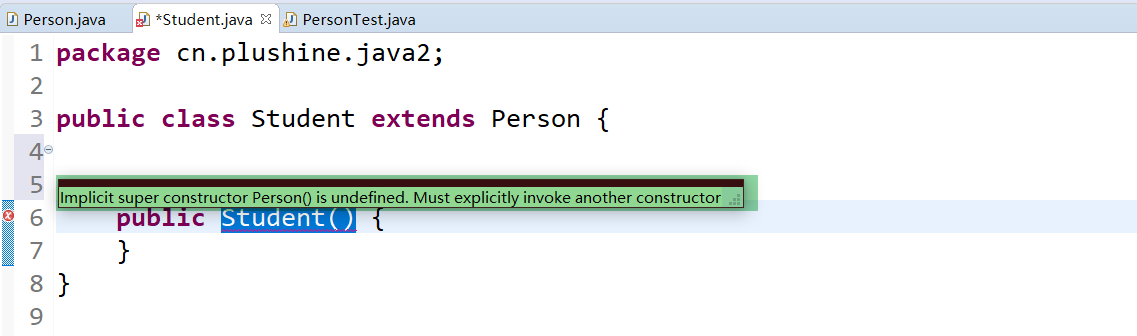 Person.java
*Student.java
PersonTest.java
1 package cn.plushine.java2;
2
3 public class Student extends Person {
4
5
Implicit super constructor Person() is undefined. Must explicitly invoke another constructor
6 public Student() {
7 }
8 }
9